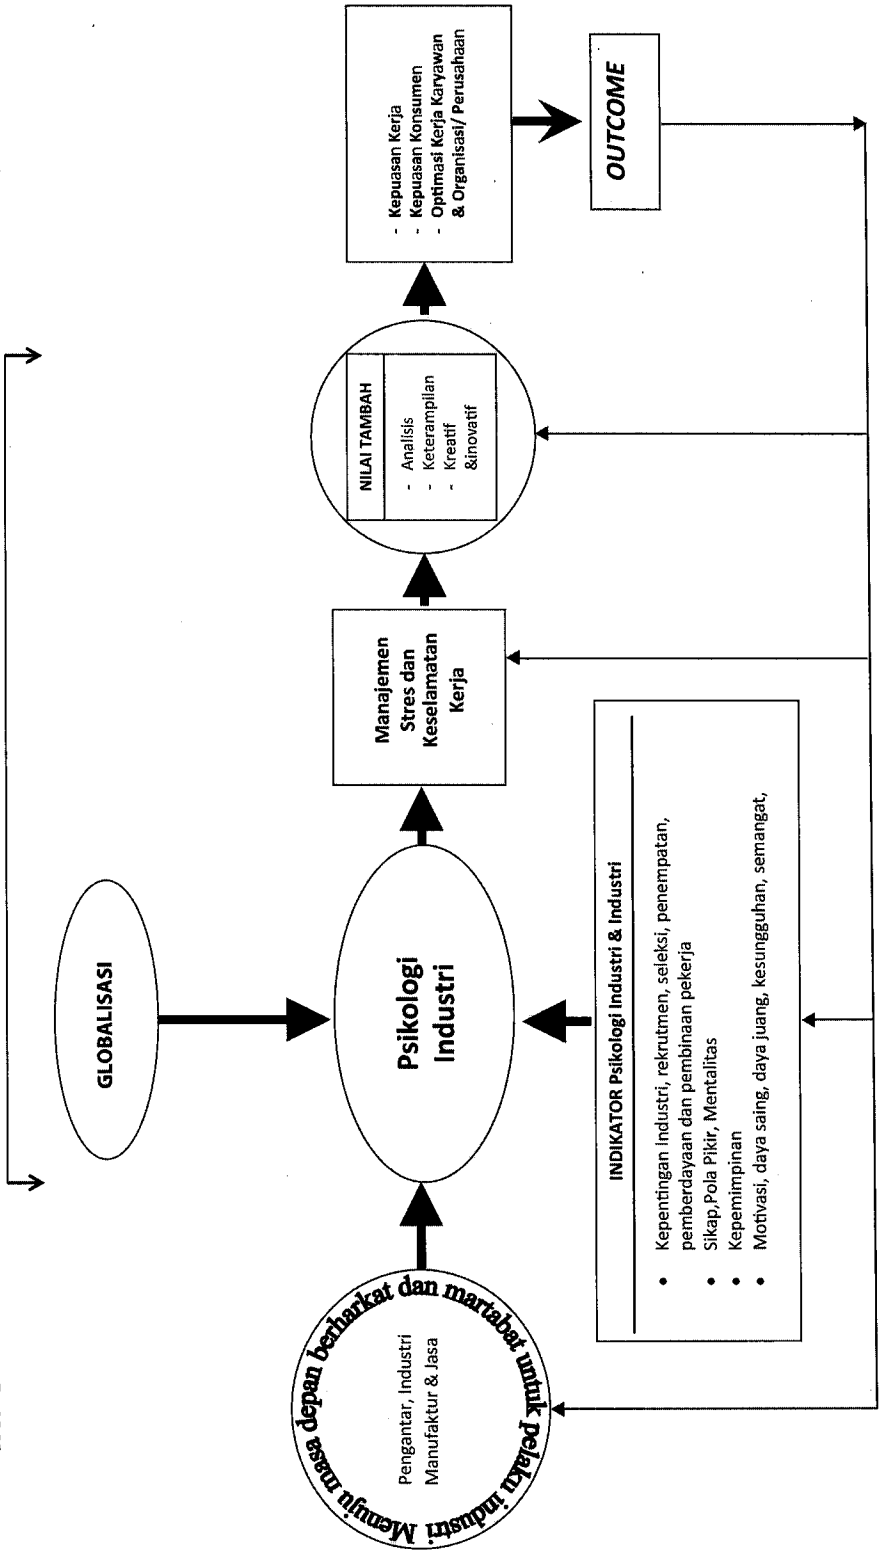 GLOBALISASI
Menuju masa depan berharkat dan martabat untuk pelaku industri
Pengantar, Industri
Manufaktur & Jasa
Psikologi
Industri
Manajemen
Stres dan
Keselamatan
Kerja
NILAI TAMBAH
- Analisis
- Keterampilan
- Kreatif
&inovatif
- Kepuasan Kerja
- Kepuasan Konsumen
- Optimasi Kerja Karyawan
& Organisasi/ Perusahaan
OUTCOME
INDIKATOR Psikologi Industri & Industri
• Kepentingan Industri, rekrutmen, seleksi, penempatan,
pemberdayaan dan pembinaan pekerja
• Sikap,Pola Pikir, Mentalitas
• Kepemimpinan
• Motivasi, daya saing, daya juang, kesungguhan, semangat,